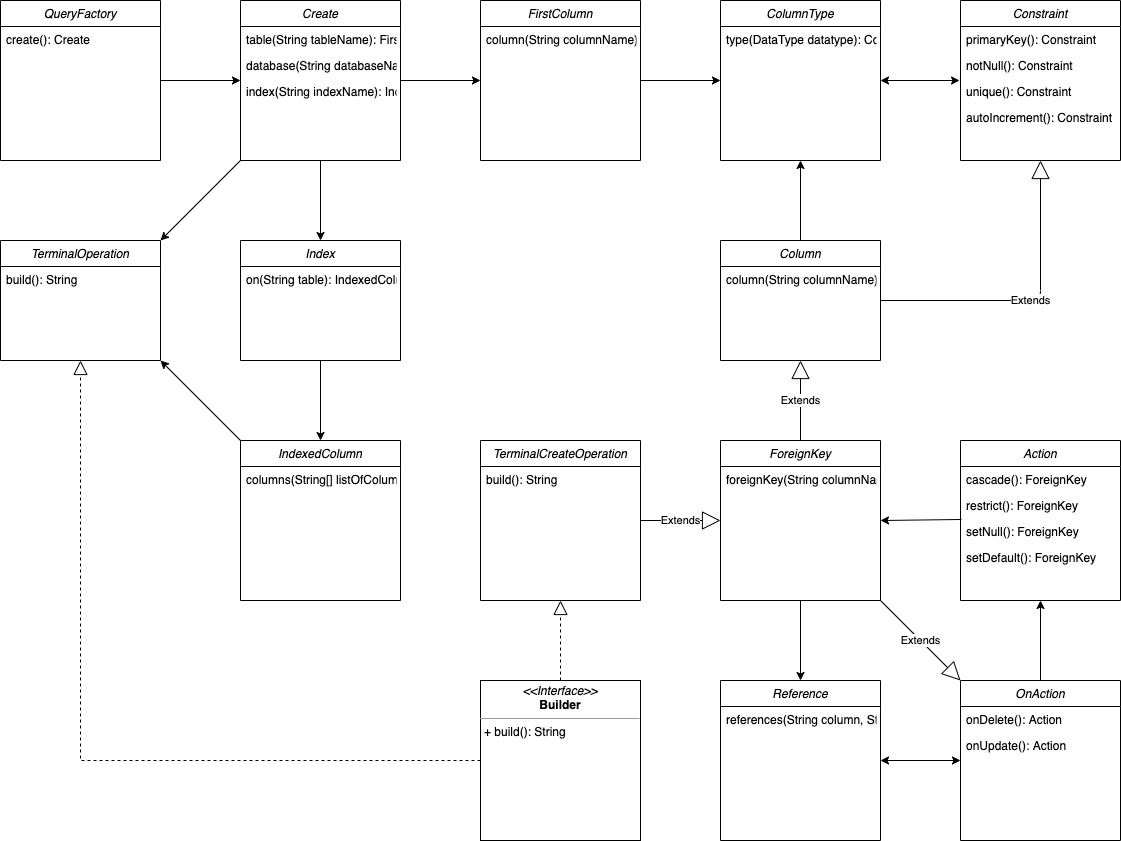 QueryFactory
create(): Create
Create
table(String tableName): Firs
database(String databaseNa
index(String indexName): In
FirstColumn
column(String columnName)
ColumnType
type(DataType datatype): Co
Constraint
primaryKey(): Constraint
notNull(): Constraint
unique(): Constraint
autoIncrement(): Constraint
TerminalOperation
build(): String
Index
on(String table): IndexedColu
Column
column(String columnName)
Extends
Extends
IndexedColumn
columns(String[] listOfColum
TerminalCreateOperation
build(): String
Extends
ForeignKey
foreignKey(String columnNa
Action
cascade(): ForeignKey
restrict(): ForeignKey
setNull(): ForeignKey
setDefault(): ForeignKey
Extends
<<Interface>>
Builder
+ build(): String
Reference
references(String column, St
OnAction
onDelete(): Action
onUpdate(): Action